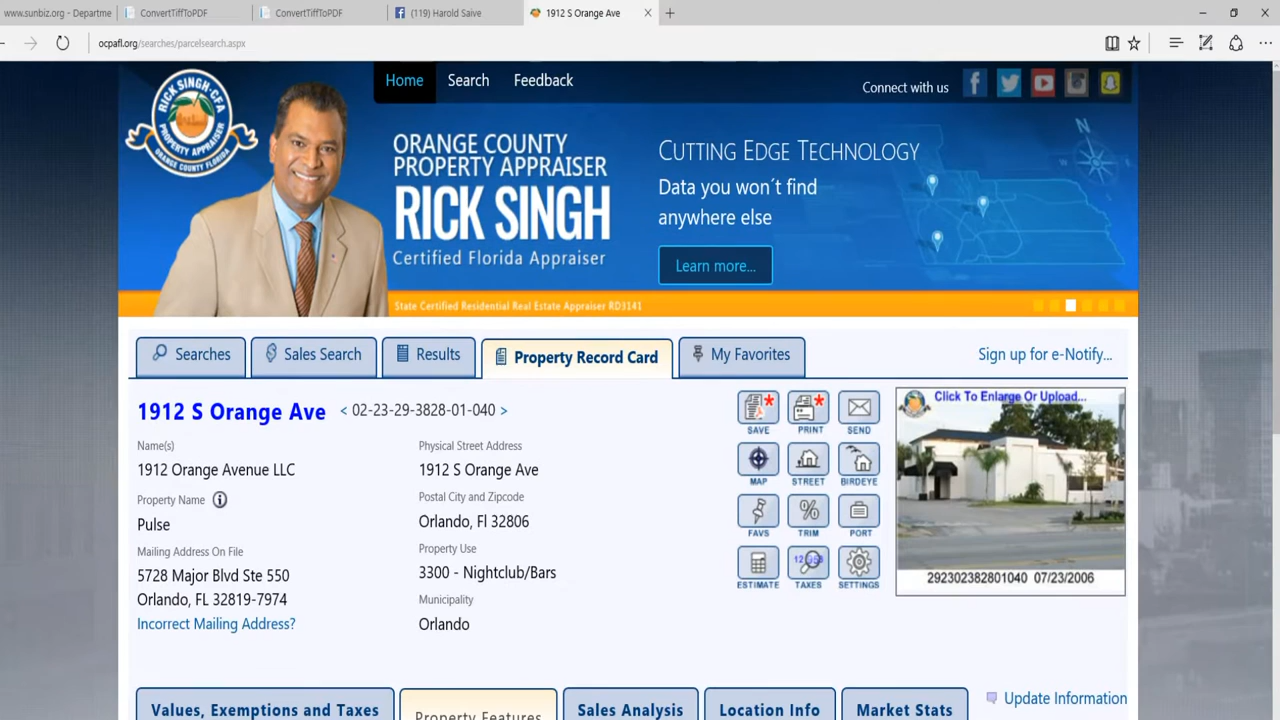 www.sunbiz.org - Departme
ConvertTiffToPDF
ConvertTiffToPDF
(119) Harold Saive
1912 S Orange Ave
ocpafl.org/searches/parcelsearch.aspx
RICK SINGH, CFA
PROPERTY APPRAISER
ORANGE COUNTY FLORIDA
Home Search Feedback
Connect with us
ORANGE COUNTY
PROPERTY APPRAISER
RICK SINGH
Certified Florida Appraiser
CUTTING EDGE TECHNOLOGY
Data you won´t find
anywhere else
Learn more...
N
State Certified Residential Real Estate Appraiser RD3141
Searches
Sales Search
Results
Property Record Card
My Favorites
Sign up for e-Notify...
1912 S Orange Ave < 02-23-29-3828-01-040 >
Name(s)
1912 Orange Avenue LLC
Property Name
Pulse
Mailing Address On File
5728 Major Blvd Ste 550
Orlando, FL 32819-7974
Incorrect Mailing Address?
Physical Street Address
1912 S Orange Ave
Postal City and Zipcode
Orlando, Fl 32806
Property Use
3300 - Nightclub/Bars
Municipality
Orlando
SAVE PRINT SEND
MAP STREET BIRDEYE
FAVS TRIM PORT
ESTIMATE TAXES SETTINGS
Click To Enlarge Or Upload...
292302382801040 07/23/2006
Values, Exemptions and Taxes
Property Features
Sales Analysis
Location Info
Market Stats
Update Information